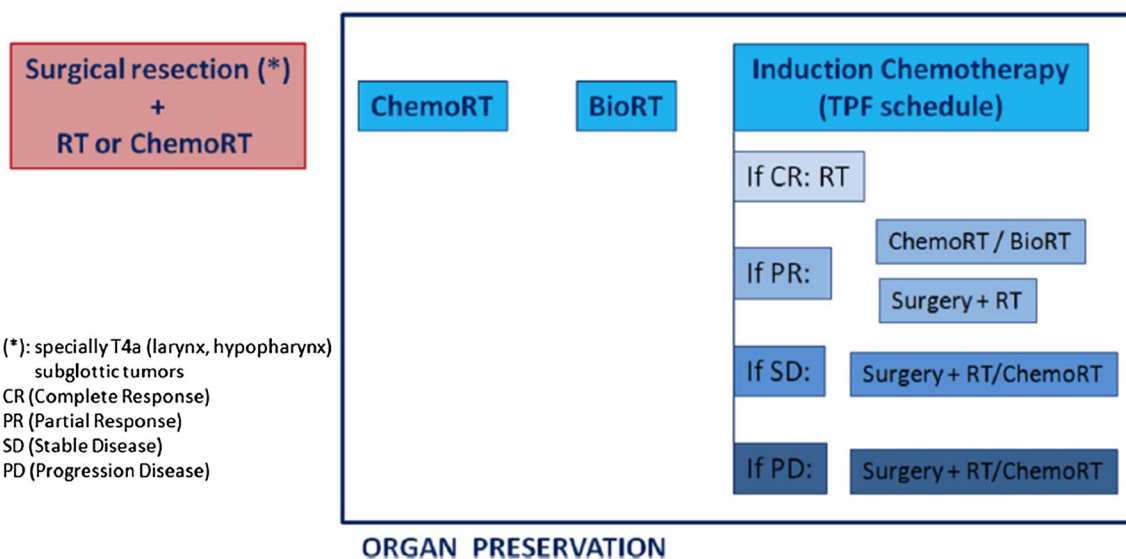 Surgical resection (*)
+
RT or ChemoRT
ChemoRT
BioRT
Induction Chemotherapy
(TPF schedule)
If CR: RT
If PR:
ChemoRT / BioRT
Surgery + RT
If SD:
Surgery + RT/ChemoRT
If PD:
Surgery + RT/ChemoRT
(*): specially T4a (larynx, hypopharynx)
subglottic tumors
CR (Complete Response)
PR (Partial Response)
SD (Stable Disease)
PD (Progression Disease)
ORGAN PRESERVATION